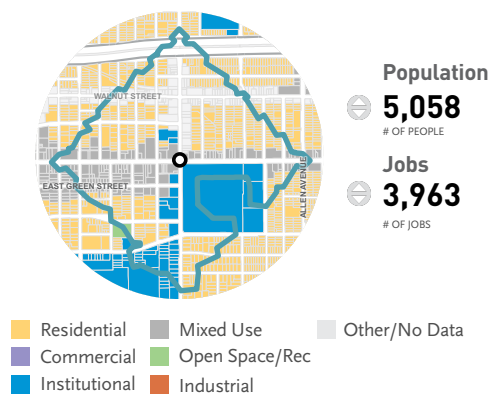 WALNUT STREET
EAST GREEN STREET
ALLEN AVENUE
Population
5,058
# OF PEOPLE
Jobs
3,963
# OF JOBS
Residential
Mixed Use
Other/No Data
Commercial
Open Space/Rec
Institutional
Industrial